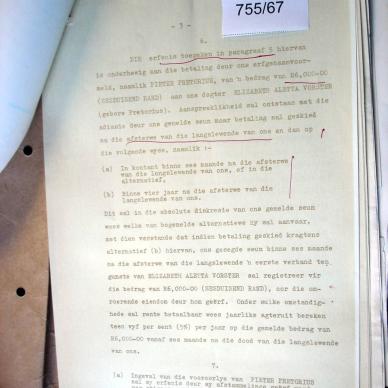 755/67
- 3 -
6.
DIE erfenis toegeken in paragraaf 5 hiervan
is onderhewig aan die betaling deur ons erfgenaamvoor-
meld, naamlik PIETER PRETORIUS, van 'n bedrag van R6,000-00
(SESDUISEND RAND) aan ons dogter ELIZABETH ALETTA VORSTER
(gebore Pretorius). Aanspreeklikheid sal ontstaan met die
adiasie deur ons gemelde seun maar betaling sal geskied
na die afsterwe van die langslewende van ons en dan op
die volgende wyse, namlik :-
(a) In kontant binne ses maande na die afsterwe
van die langslewende van ons, of in die
alternatief,
(b) Binne vier jaar na die afsterwe van die
langslewende van ons.
Dit sal in die absolute diskresie van ons gemelde seun
wees welke van bogemelde alternatiewe hy wil aanvaar,
met dien verstande dat indien betaling geskied kragtens
alternatief (b) hiervan, ons gesegde seun binne ses maande
na die afsterwe van die langslewende 'n eerste verband ten
gunste van ELIZABETH ALETTA VORSTER sal registreer vir
die bedrag van R6,000-00 (SESDUISEND RAND), oor die on-
roerende eiendom deur hom geërf. Onder sulke omstandig-
hede sal rente betaalbaar wees jaarliks agteruit bereken
teen vyf per sent (5%) per jaar op die gemelde bedrag van
R6,000-00 vanaf ses maande na die dood van die langslewende
van ons.
7.
(a) Ingeval van die vooroorlye van PIETER PRETORIUS
sal sy erfenis deur sy afstammelinge